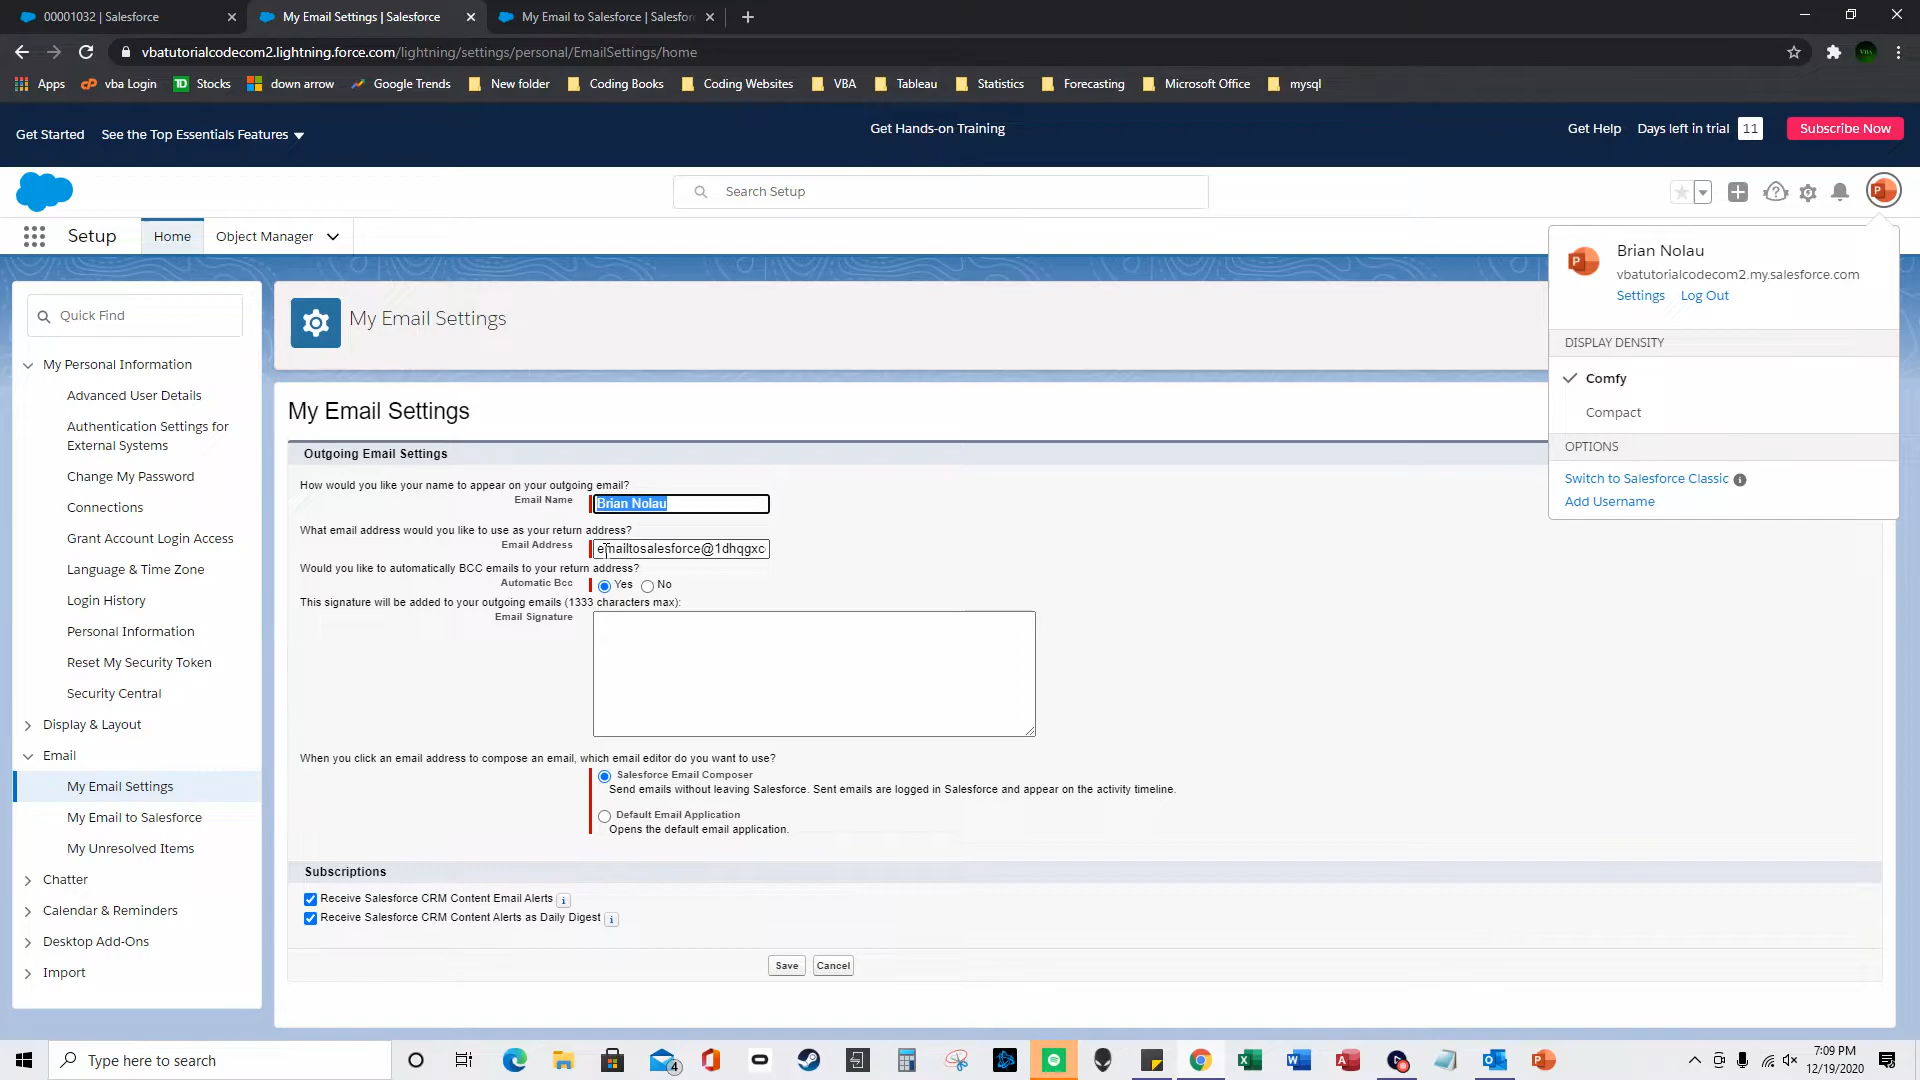 00001032 | Salesforce
My Email Settings | Salesforce
My Email to Salesforce | Salesfor
vbatutorialcodecom2.lightning.force.com/lightning/settings/personal/EmailSettings/home
Apps
vba Login
Stocks
down arrow
Google Trends
New folder
Coding Books
Coding Websites
VBA
Tableau
Statistics
Forecasting
Microsoft Office
mysql
Get Started
See the Top Essentials Features
Get Hands-on Training
Get Help
Days left in trial 11
Subscribe Now
Search Setup
Setup
Home
Object Manager
Brian Nolau
vbatutorialcodecom2.my.salesforce.com
Settings Log Out
DISPLAY DENSITY
Comfy
Compact
OPTIONS
Switch to Salesforce Classic
Add Username
Quick Find
My Personal Information
Advanced User Details
Authentication Settings for
External Systems
Change My Password
Connections
Grant Account Login Access
Language & Time Zone
Login History
Personal Information
Reset My Security Token
Security Central
Display & Layout
Email
My Email Settings
My Email to Salesforce
My Unresolved Items
Chatter
Calendar & Reminders
Desktop Add-Ons
Import
My Email Settings
My Email Settings
Outgoing Email Settings
How would you like your name to appear on your outgoing email?
Email Name Brian Nolau
What email address would you like to use as your return address?
Email Address emailtosalesforce@1dhqgxc
Would you like to automatically BCC emails to your return address?
Automatic Bcc Yes No
This signature will be added to your outgoing emails (1333 characters max):
Email Signature
When you click an email address to compose an email, which email editor do you want to use?
Salesforce Email Composer
Send emails without leaving Salesforce. Sent emails are logged in Salesforce and appear on the activity timeline.
Default Email Application
Opens the default email application.
Subscriptions
Receive Salesforce CRM Content Email Alerts
Receive Salesforce CRM Content Alerts as Daily Digest
Save Cancel
Type here to search
4
7:09 PM
12/19/2020